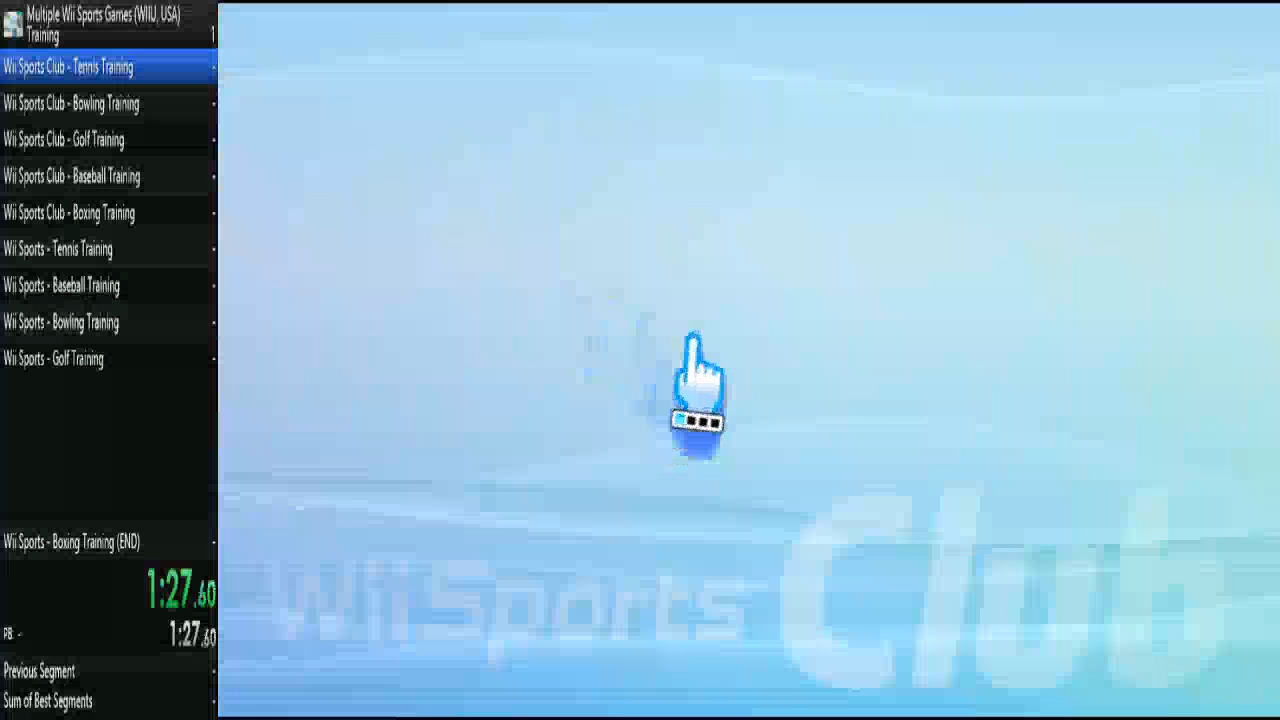 Multiple Wii Sports Games (WIIU, USA)
Training 1
Wii Sports Club - Tennis Training -
Wii Sports Club - Bowling Training -
Wii Sports Club - Golf Training -
Wii Sports Club - Baseball Training -
Wii Sports Club - Boxing Training -
Wii Sports - Tennis Training -
Wii Sports - Baseball Training -
Wii Sports - Bowling Training -
Wii Sports - Golf Training -
Wii Sports - Boxing Training (END) -
1:27.60
PB: - 1:27.60
Previous Segment -
Sum of Best Segments -
Wii Sports Club